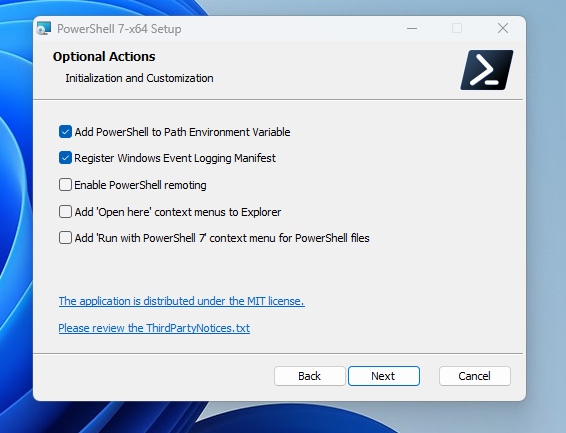 PowerShell 7-x64 Setup
Optional Actions
Initialization and Customization
Add PowerShell to Path Environment Variable
Register Windows Event Logging Manifest
Enable PowerShell remoting
Add 'Open here' context menus to Explorer
Add 'Run with PowerShell 7' context menu for PowerShell files
The application is distributed under the MIT license.
Please review the ThirdPartyNotices.txt
Back Next Cancel